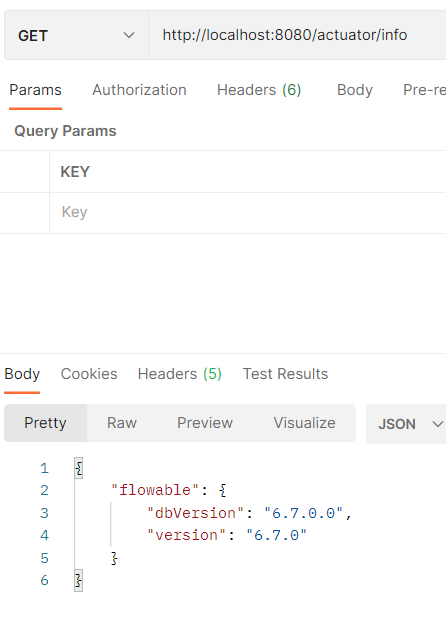 GET http://localhost:8080/actuator/info
Params Authorization Headers (6) Body Pre-re
Query Params
KEY
Key
Body Cookies Headers (5) Test Results
Pretty Raw Preview Visualize JSON
1 {
2 "flowable": {
3 "dbVersion": "6.7.0.0",
4 "version": "6.7.0"
5 }
6 }